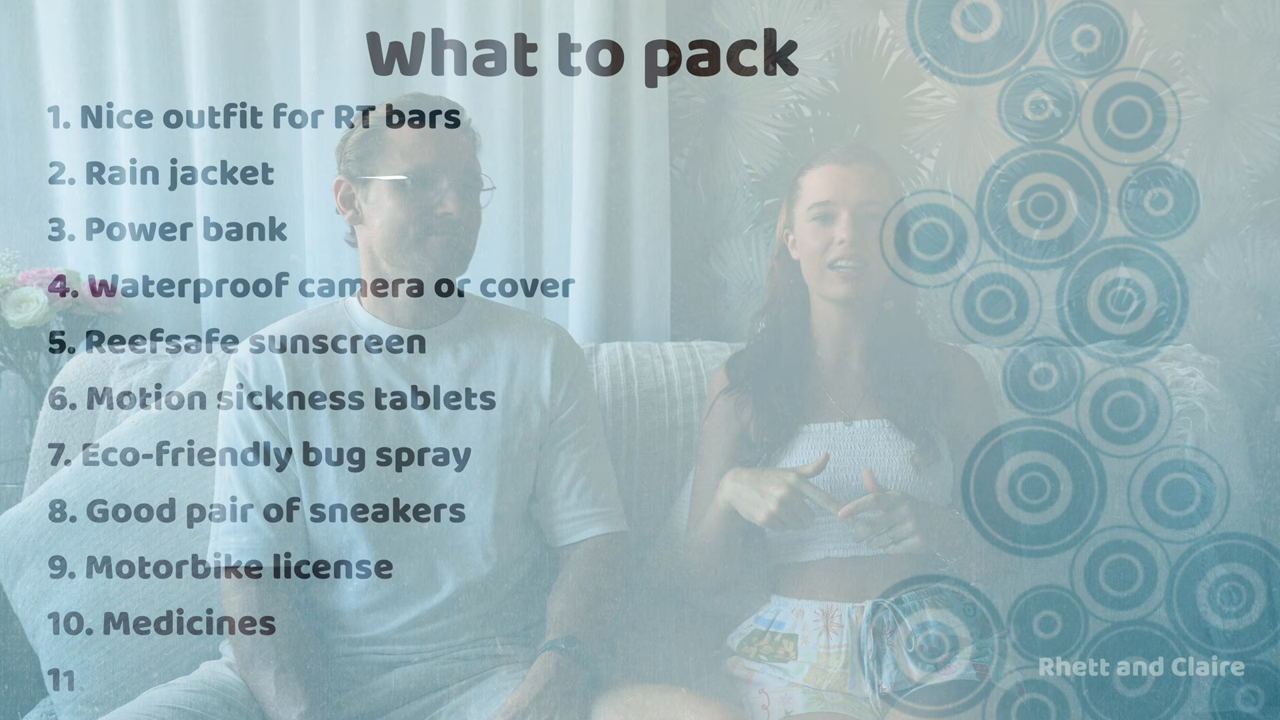 What to pack
1. Nice outfit for RT bars
2. Rain jacket
3. Power bank
4. Waterproof camera or cover
5. Reefsafe sunscreen
6. Motion sickness tablets
7. Eco-friendly bug spray
8. Good pair of sneakers
9. Motorbike license
10. Medicines
11
Rhett and Claire